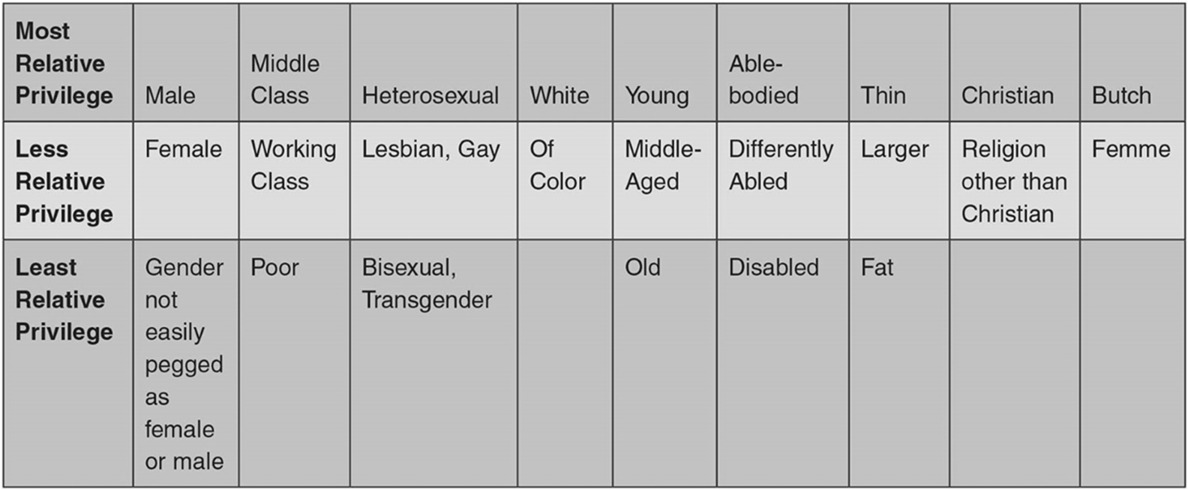 Most Relative Privilege	Male	Middle Class	Heterosexual	White	Young	Able-bodied	Thin	Christian	Butch
Less Relative Privilege	Female	Working Class	Lesbian, Gay	Of Color	Middle-Aged	Differently Abled	Larger	Religion other than Christian	Femme
Least Relative Privilege	Gender not easily pegged as female or male	Poor	Bisexual, Transgender		Old	Disabled	Fat